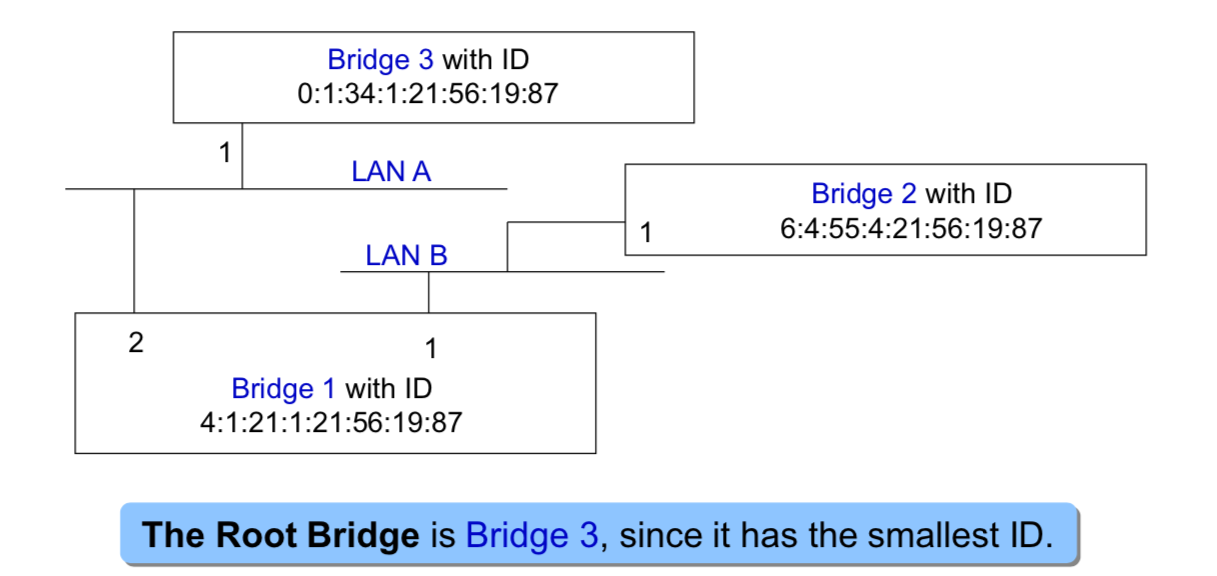 Bridge 3 with ID
0:1:34:1:21:56:19:87
1
LAN A
Bridge 2 with ID
6:4:55:4:21:56:19:87
1
LAN B
2
1
Bridge 1 with ID
4:1:21:1:21:56:19:87
The Root Bridge is Bridge 3, since it has the smallest ID.